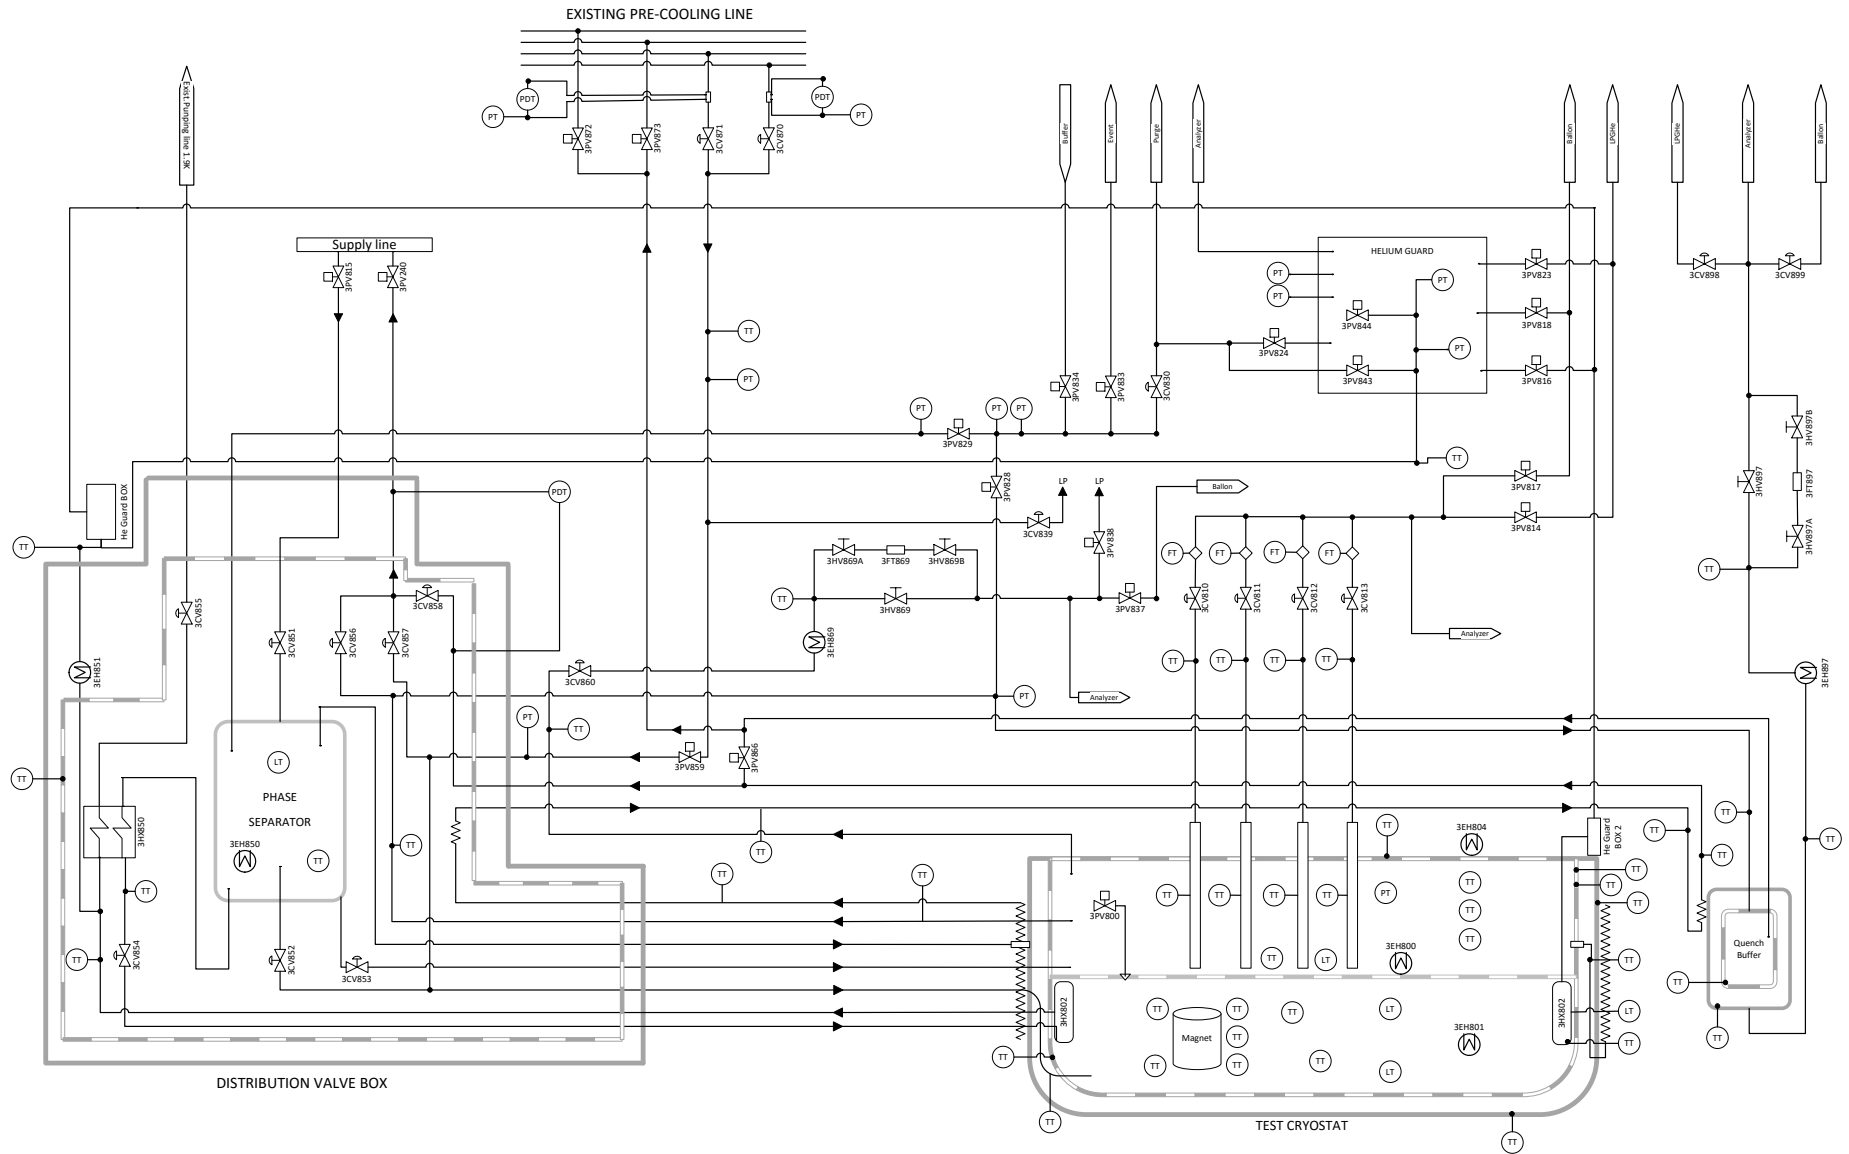 EXISTING PRE-COOLING LINE
Exist.Pumping line 1.9K
PDT
PT
PDT
PT
3PV872
3PV873
3CV871
3CV870
Buffer
Event
Purge
Analyzer
Ballon
LPGHe
LPGHe
Analyzer
Ballon
Supply line
3PV815
3PV240
HELIUM GUARD
PT
PT
PT
PT
3PV844
3PV843
3PV824
3PV823
3PV818
3PV816
3CV898
3CV899
TT
PT
3PV834
3PV833
3CV830
PT
PT
PT
3PV829
TT
3PV828
3HV897B
3HV897
3FT897
3HV897A
TT
He Guard BOX
TT
PDT
LP
LP
Ballon
3CV839
3PV838
3PV817
3PV814
3HV869A
3FT869
3HV869B
TT
3HV869
3PV837
FT
FT
FT
FT
3CV810
3CV811
3CV812
3CV813
Analyzer
3CV855
3CV858
3CV851
3CV856
3CV857
3EH851
3EH869
3CV860
TT
TT
TT
TT
3EH897
PT
Analyzer
PT
TT
3PV859
3PV866
TT
LT
PHASE
SEPARATOR
3EH850
TT
3HX850
TT
TT
TT
TT
TT
TT
3CV854
3CV852
3CV853
DISTRIBUTION VALVE BOX
TT
3EH804
He Guard
BOX 2
TT
TT
TT
TT
3PV800
TT
TT
TT
TT
PT
TT
TT
TT
TT
TT
TT
TT
LT
3EH800
3HX802
3HX802
TT
Magnet
TT
TT
TT
TT
TT
TT
LT
LT
3EH801
TT
LT
TT
TT
TT
TT
TEST CRYOSTAT
Quench
Buffer
TT
TT